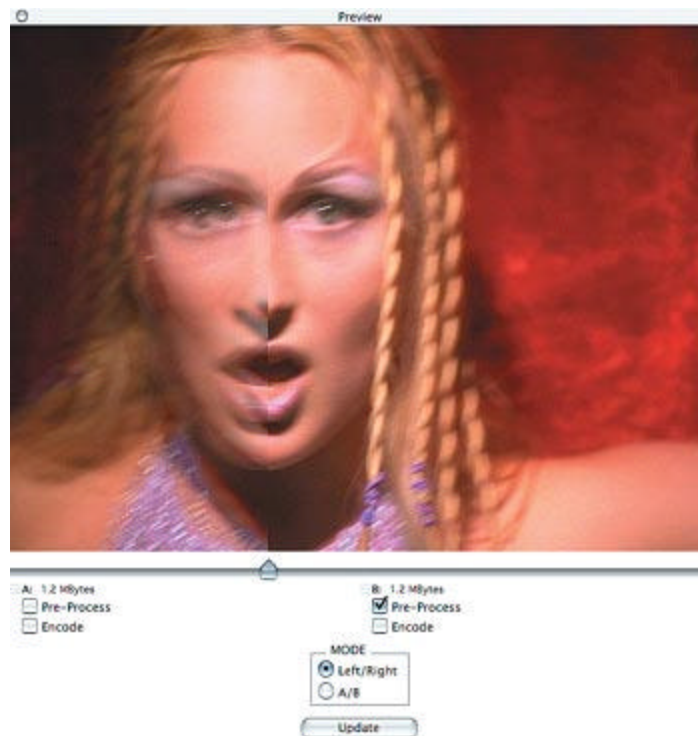 Preview
A: 1.2 MBytes
Pre-Process
Encode
B: 1.2 MBytes
Pre-Process
Encode
MODE
Left/Right
A/B
Update